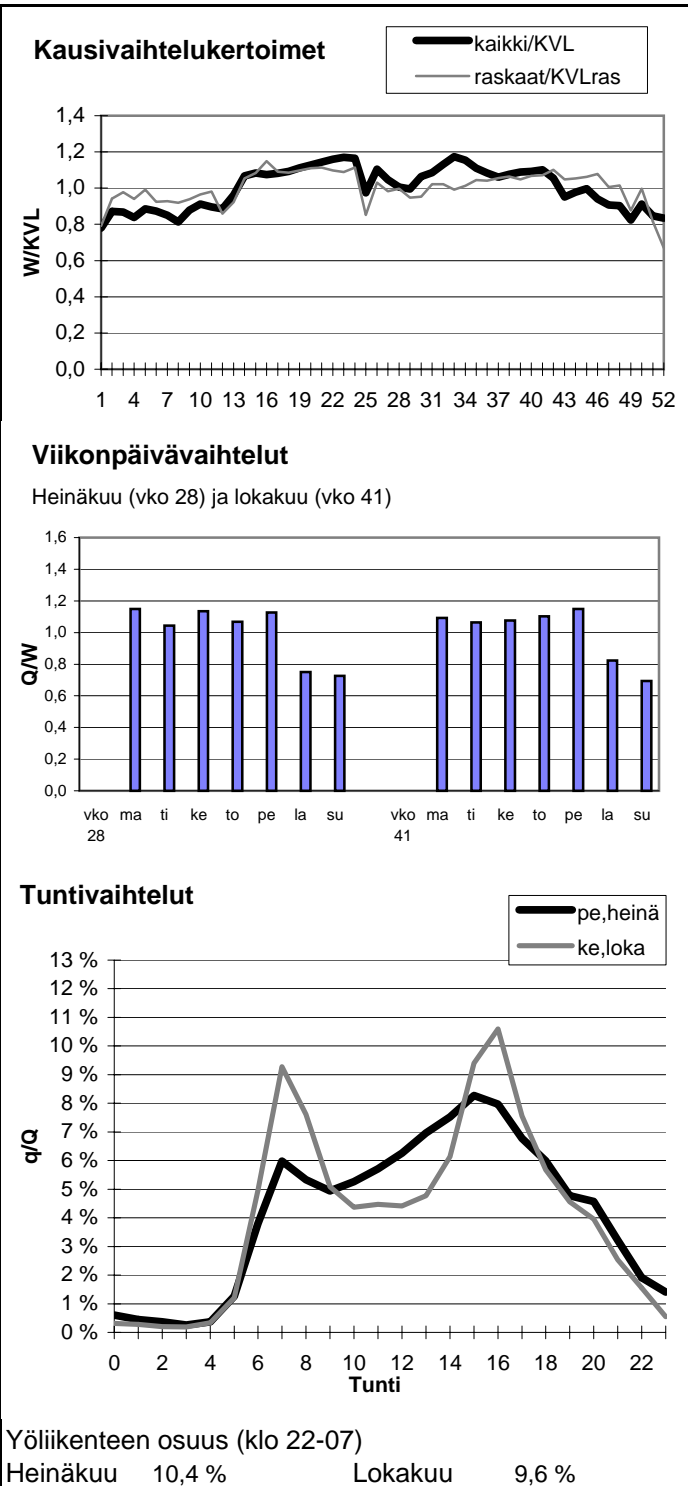 Kausivaihtelukertoimet
kaikki/KVL
raskaat/KVLras
1,4
1,2
1,0
0,8
0,6
0,4
0,2
0,0
W/KVL
1 4 7 10 13 16 19 22 25 28 31 34 37 40 43 46 49 52
Viikonpäivävaihtelut
Heinäkuu (vko 28) ja lokakuu (vko 41)
1,6
1,4
1,2
1,0
0,8
0,6
0,4
0,2
0,0
Q/W
vko ma ti ke to pe la su vko ma ti ke to pe la su
28 41
Tuntivaihtelut
pe,heinä
ke,loka
13 %
12 %
11 %
10 %
9 %
8 %
7 %
6 %
5 %
4 %
3 %
2 %
1 %
0 %
q/Q
0 2 4 6 8 10 12 14 16 18 20 22
Tunti
Yöliikenteen osuus (klo 22-07)
Heinäkuu 10,4 % Lokakuu 9,6 %